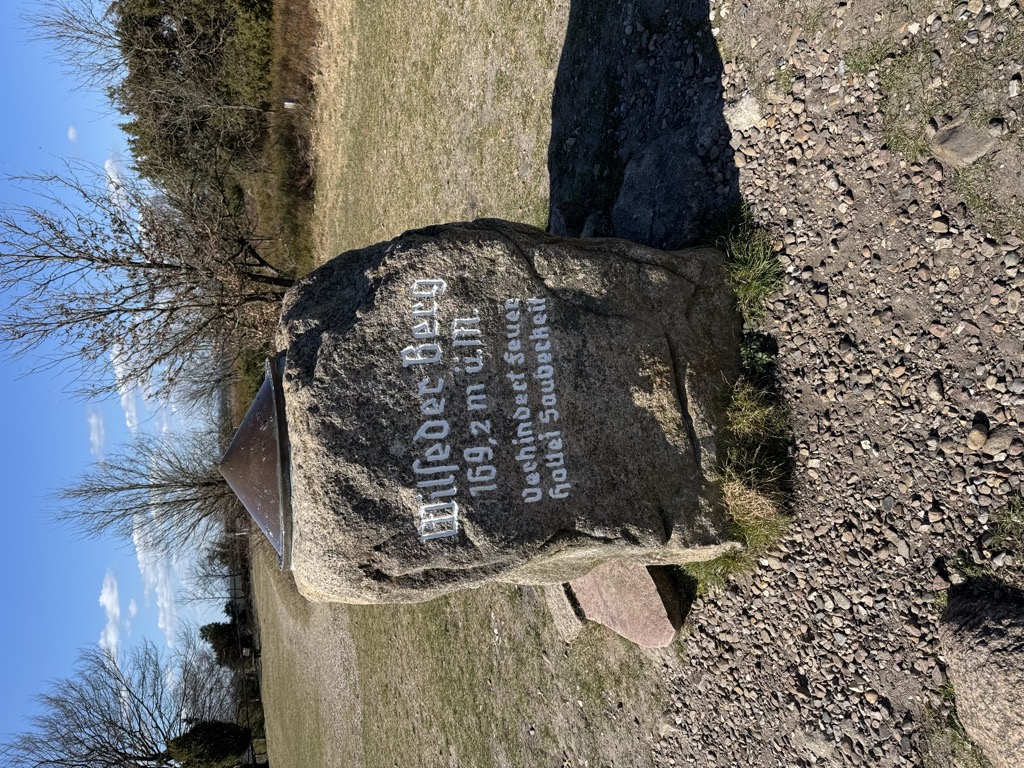 Wilseder Berg
169,2 m ü.M
Verhindert Feuer
Haltet Sauberkeit